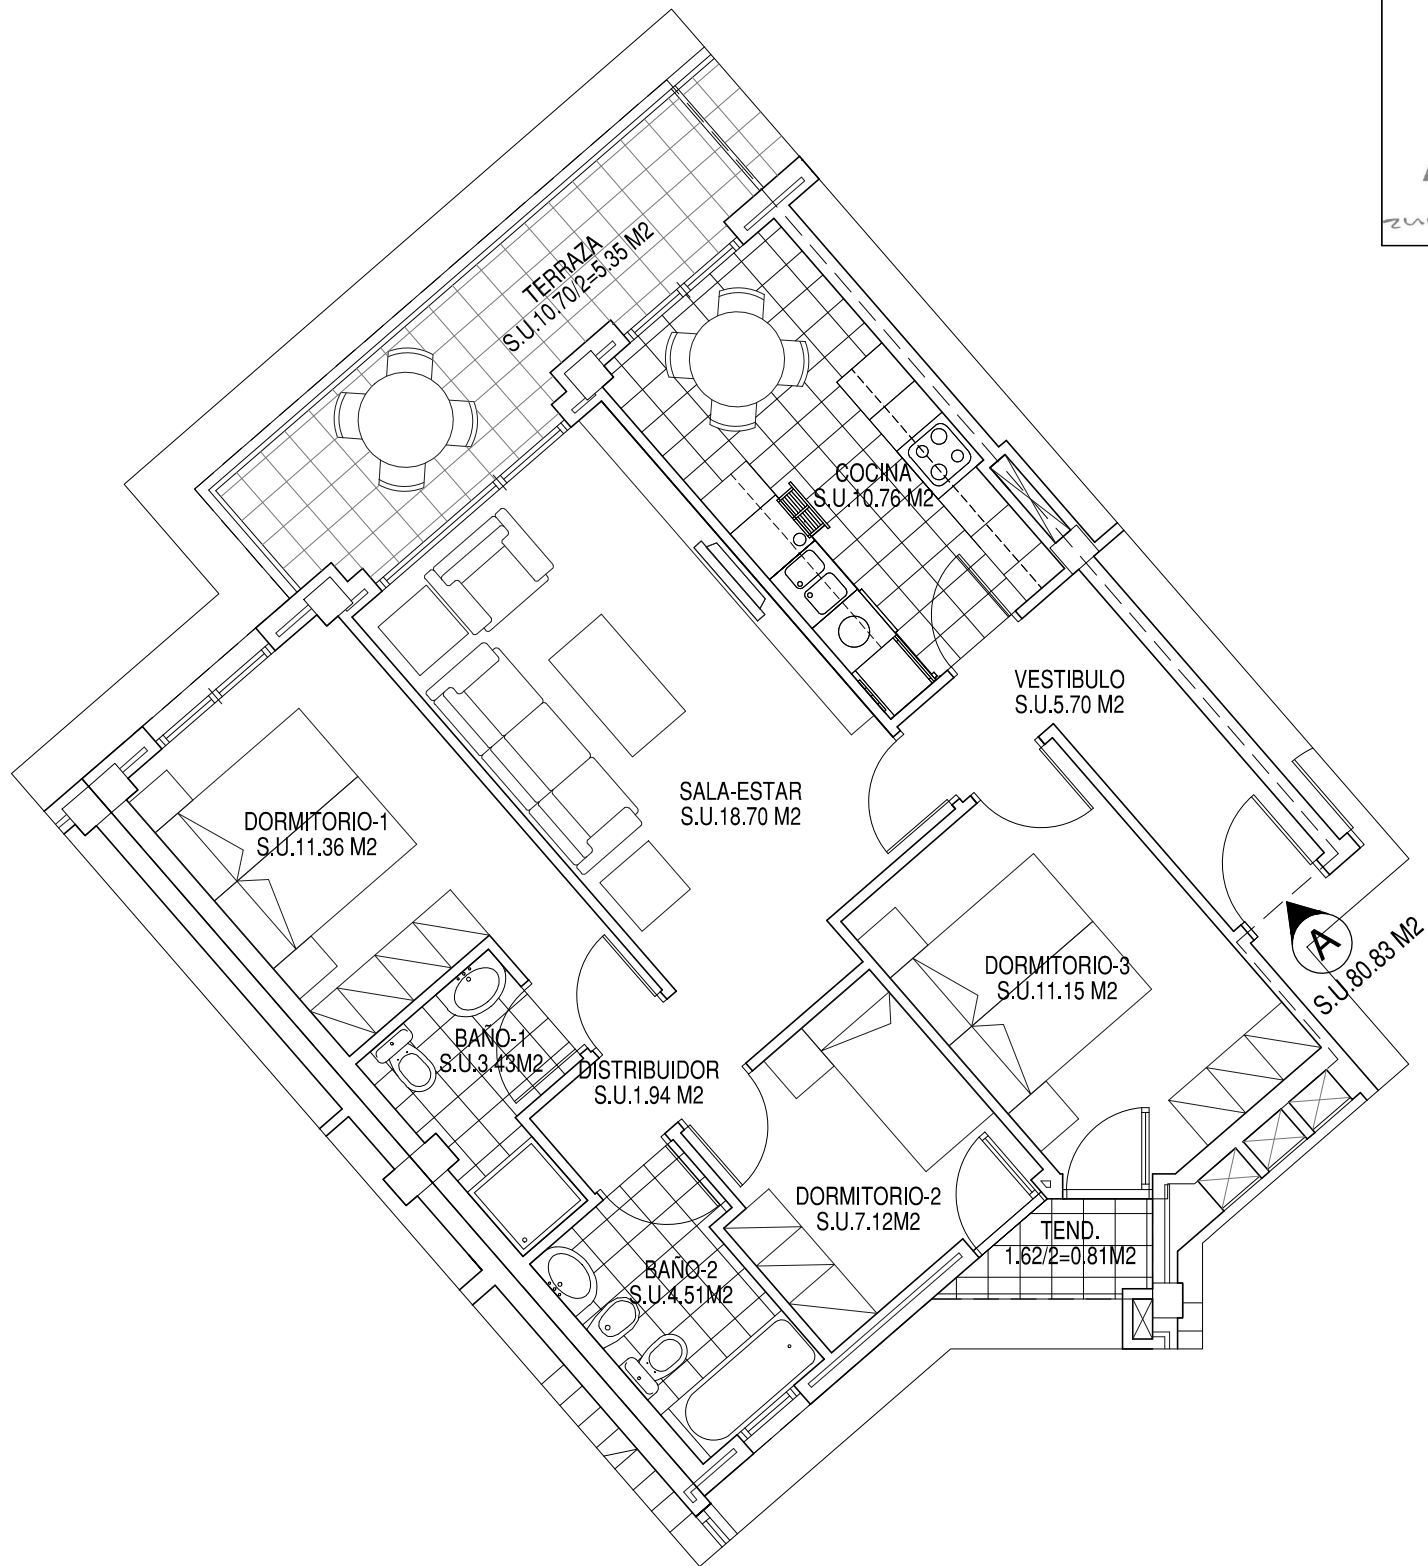 TERRAZA
S.U.10.70/2=5.35 M2
COCINA
S.U.10.76 M2
VESTIBULO
S.U.5.70 M2
SALA-ESTAR
S.U.18.70 M2
DORMITORIO-1
S.U.11.36 M2
DORMITORIO-3
S.U.11.15 M2
A
S.U.80.83 M2
BAÑO-1
S.U.3.43M2
DISTRIBUIDOR
S.U.1.94 M2
DORMITORIO-2
S.U.7.12M2
TEND.
1.62/2=0.81M2
BAÑO-2
S.U.4.51M2